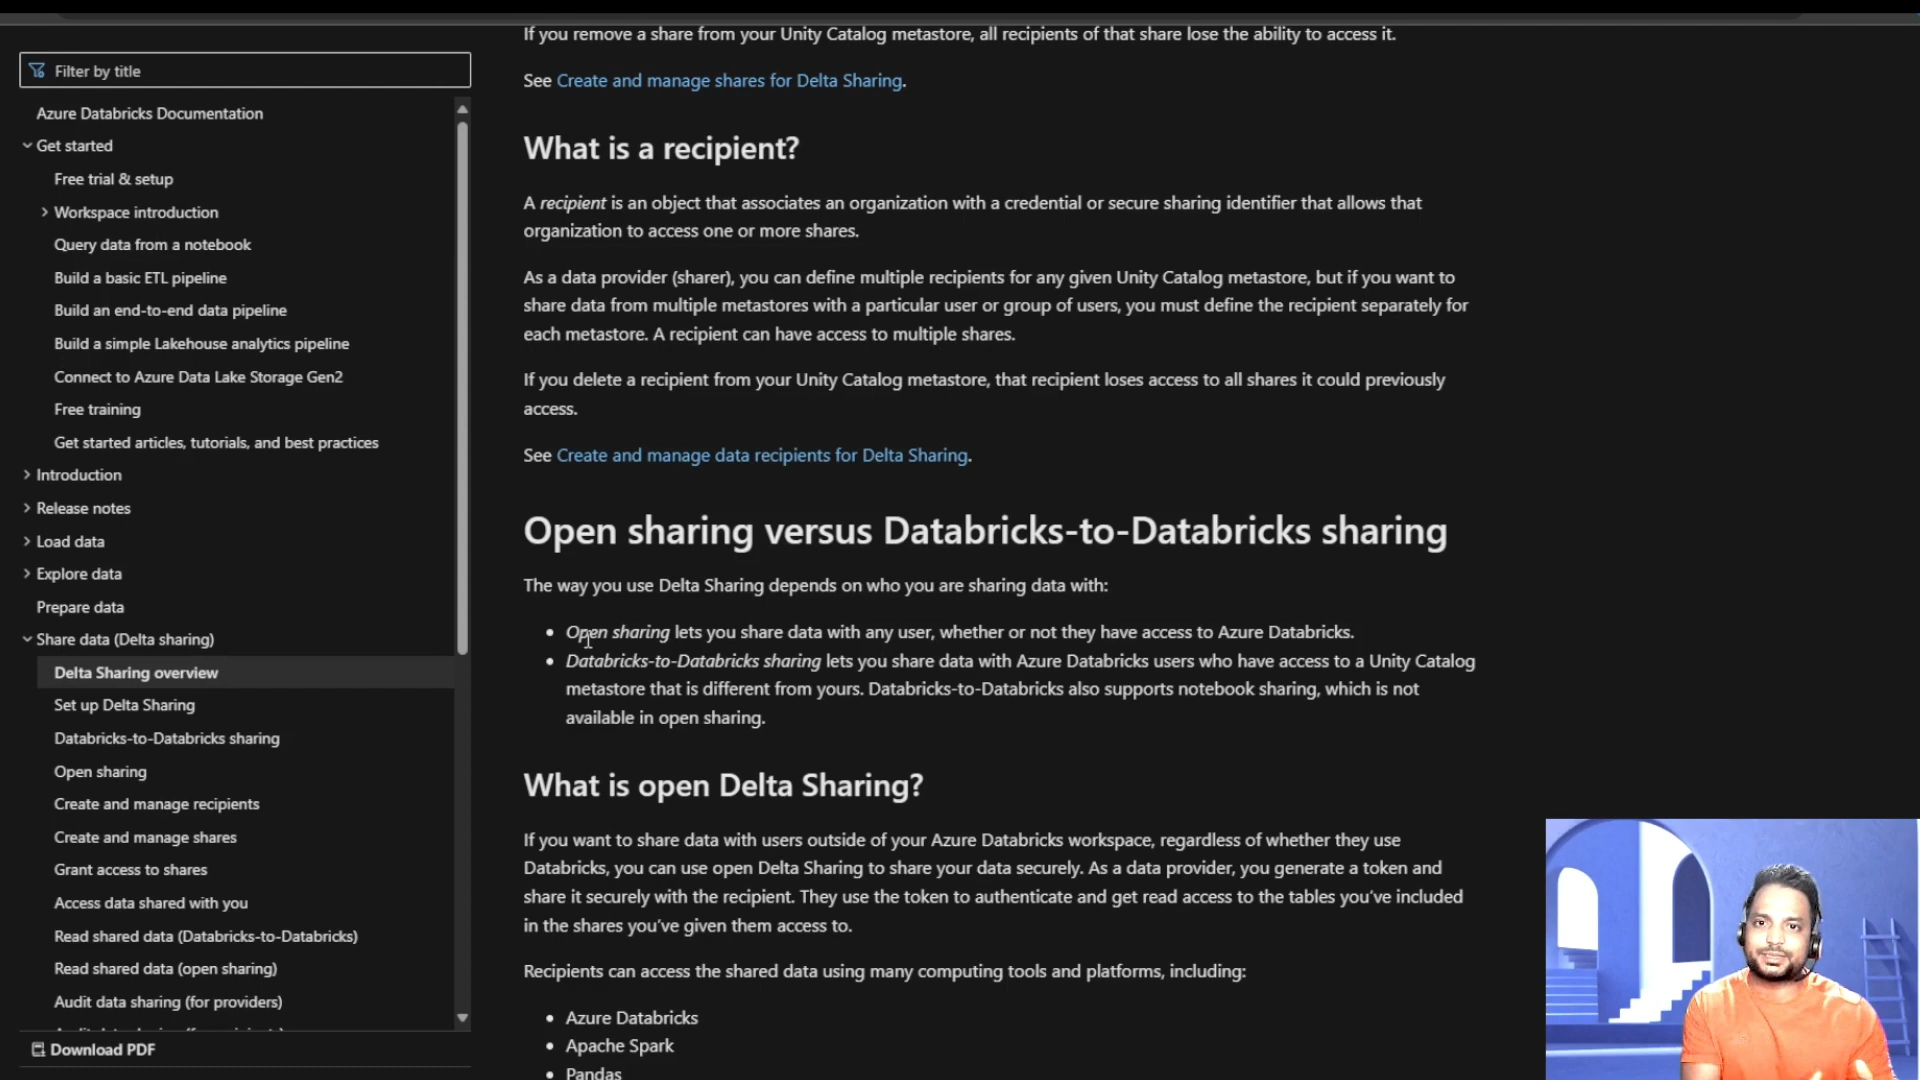 Filter by title
Azure Databricks Documentation
Get started
Free trial & setup
Workspace introduction
Query data from a notebook
Build a basic ETL pipeline
Build an end-to-end data pipeline
Build a simple Lakehouse analytics pipeline
Connect to Azure Data Lake Storage Gen2
Free training
Get started articles, tutorials, and best practices
Introduction
Release notes
Load data
Explore data
Prepare data
Share data (Delta sharing)
Delta Sharing overview
Set up Delta Sharing
Databricks-to-Databricks sharing
Open sharing
Create and manage recipients
Create and manage shares
Grant access to shares
Access data shared with you
Read shared data (Databricks-to-Databricks)
Read shared data (open sharing)
Audit data sharing (for providers)
Download PDF
If you remove a share from your Unity Catalog metastore, all recipients of that share lose the ability to access it.
See Create and manage shares for Delta Sharing.
What is a recipient?
A recipient is an object that associates an organization with a credential or secure sharing identifier that allows that
organization to access one or more shares.
As a data provider (sharer), you can define multiple recipients for any given Unity Catalog metastore, but if you want to
share data from multiple metastores with a particular user or group of users, you must define the recipient separately for
each metastore. A recipient can have access to multiple shares.
If you delete a recipient from your Unity Catalog metastore, that recipient loses access to all shares it could previously
access.
See Create and manage data recipients for Delta Sharing.
Open sharing versus Databricks-to-Databricks sharing
The way you use Delta Sharing depends on who you are sharing data with:
• Open sharing lets you share data with any user, whether or not they have access to Azure Databricks.
• Databricks-to-Databricks sharing lets you share data with Azure Databricks users who have access to a Unity Catalog
metastore that is different from yours. Databricks-to-Databricks also supports notebook sharing, which is not
available in open sharing.
What is open Delta Sharing?
If you want to share data with users outside of your Azure Databricks workspace, regardless of whether they use
Databricks, you can use open Delta Sharing to share your data securely. As a data provider, you generate a token and
share it securely with the recipient. They use the token to authenticate and get read access to the tables you've included
in the shares you've given them access to.
Recipients can access the shared data using many computing tools and platforms, including:
• Azure Databricks
• Apache Spark
• Pandas